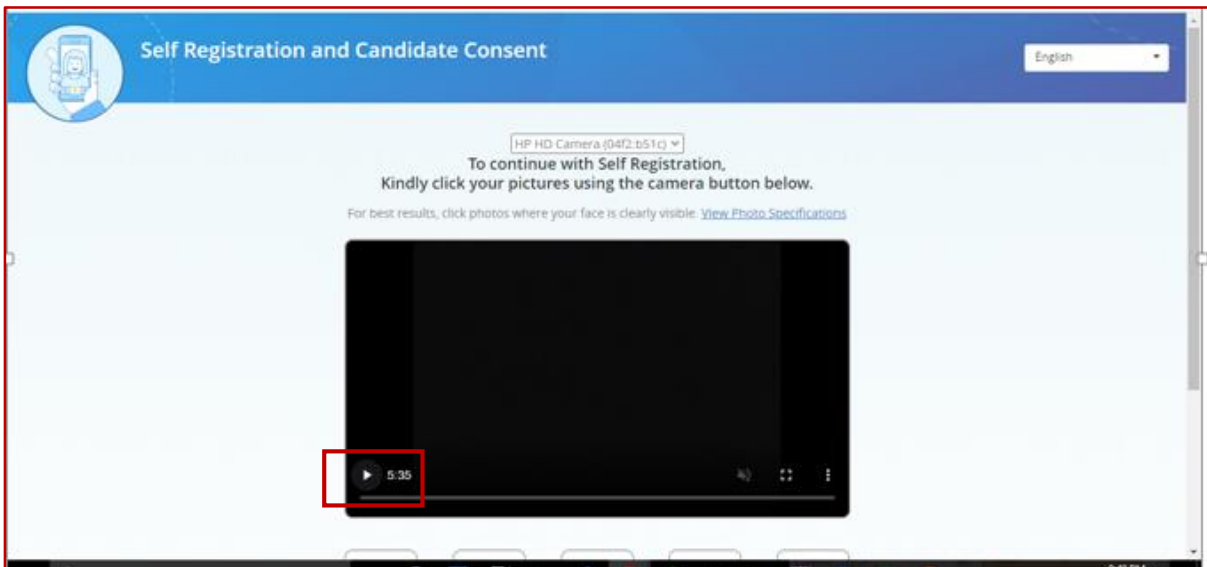 Self Registration and Candidate Consent
English
HP HD Camera (04f2:b51c)
To continue with Self Registration,
Kindly click your pictures using the camera button below.
For best results, click photos where your face is clearly visible. View Photo Specifications
5:35